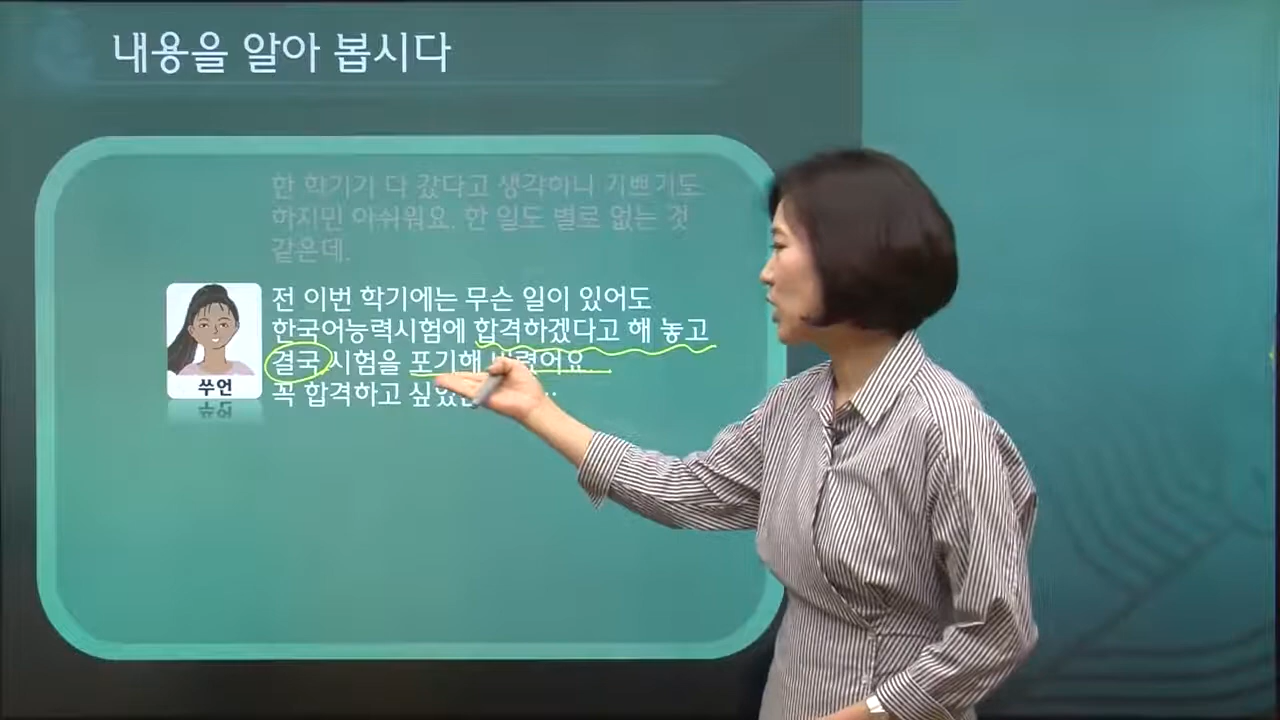 내용을 알아 봅시다
한 학기가 다 갔다고 생각하니 기쁘기도
하지만 아쉬워요. 한 일도 별로 없는 것
같은데.
전 이번 학기에는 무슨 일이 있어도
한국어능력시험에 합격하겠다고 해 놓고
결국 시험을 포기해 버렸어요.
꼭 합격하고
쑤언